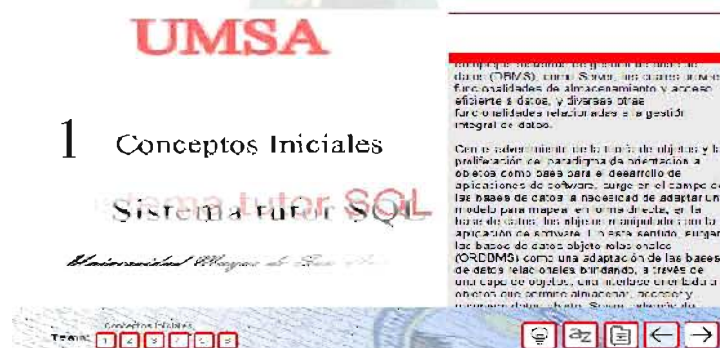 UMSA
1 Conceptos Iniciales
Sistema tutor SQL
Universidad Mayor de San
datos (DBMS), como Server, los cuales proveen
funcionalidades de almacenamiento y acceso
eficiente a datos, y diversas otras
funcionalidades relacionadas a la gestión
integral de datos.
Con el advenimiento de la teoría de objetos y la
proliferación del paradigma de orientación a
objetos como base para el desarrollo de
aplicaciones de software, surge en el campo de
las bases de datos la necesidad de adaptar un
modelo para mapear en forma directa, en la
base de datos, los objetos manipulados por la
aplicación de software. En este sentido, surgen
las bases de datos objeto relacionales
(ORDBMS) como una adaptación de las bases
de datos relacionales brindando, a través de
una capa de objetos, una interfase orientada a
objetos que permite almacenar, acceder y
Conceptos Iniciales
Tema: 1 2 3 4 5 6
az